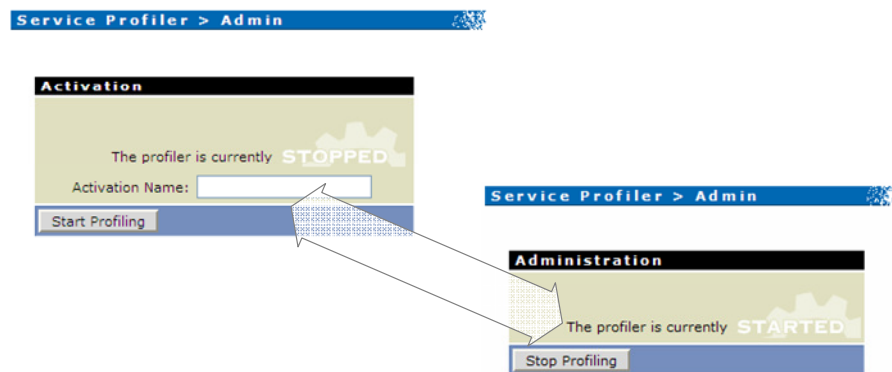 Service Profiler > Admin
Activation
The profiler is currently STOPPED
Activation Name:
Start Profiling
Service Profiler > Admin
Administration
The profiler is currently STARTED
Stop Profiling